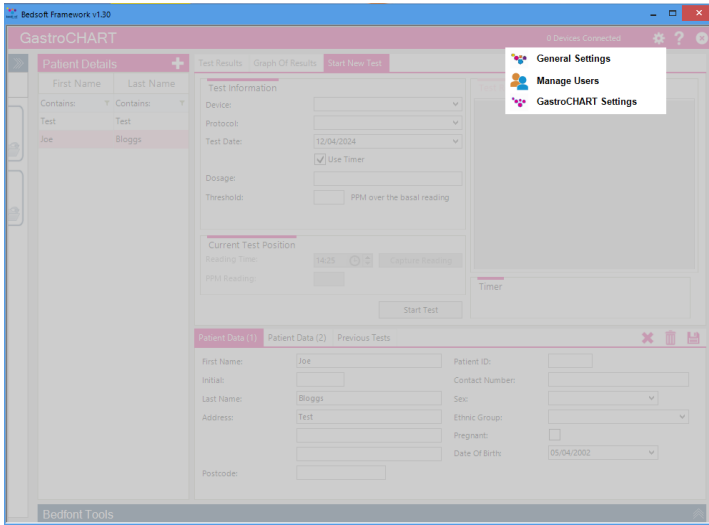 Bedsoft Framework v1.30
GastroCHART
0 Devices Connected
General Settings
Manage Users
GastroCHART Settings
Patient Details
First Name Last Name
Contains: Contains:
Test Test
Joe Bloggs
Test Results Graph Of Results Start New Test
Test Information
Device:
Protocol:
Test Date: 12/04/2024
Use Timer
Dosage:
Threshold: PPM over the basal reading
Current Test Position
Reading Time: 14:25 Capture Reading
PPM Reading:
Timer
Start Test
Patient Data (1) Patient Data (2) Previous Tests
First Name: Joe Patient ID:
Initial: Contact Number:
Last Name: Bloggs Sex:
Address: Test Ethnic Group:
Pregnant:
Date Of Birth: 05/04/2002
Postcode:
Bedfont Tools